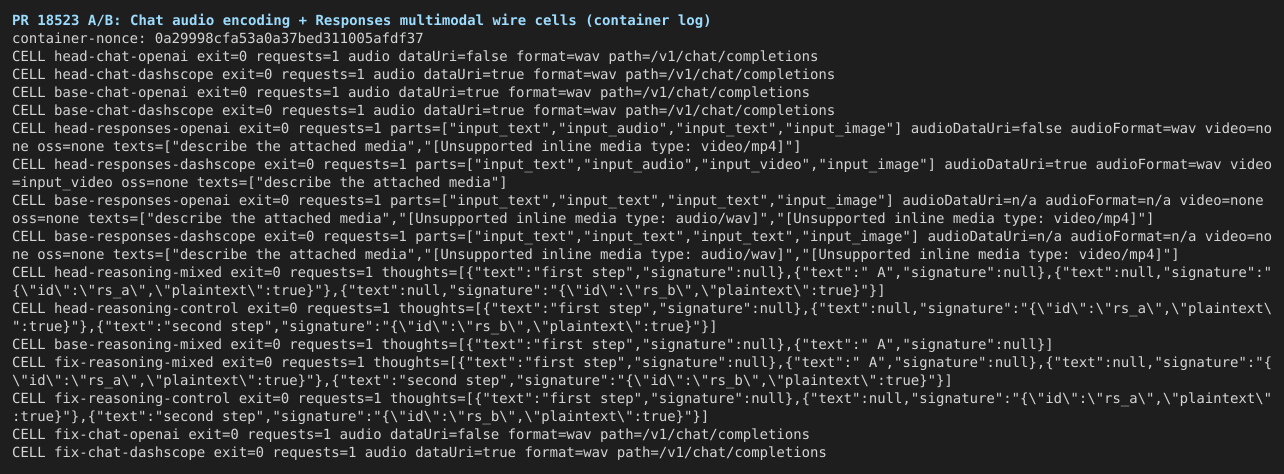 PR 18523 A/B: Chat audio encoding + Responses multimodal wire cells (container log)
container-nonce: 0a29998cfa53a0a37bed311005afdf37
CELL head-chat-openai exit=0 requests=1 audio dataUri=false format=wav path=/v1/chat/completions
CELL head-chat-dashscope exit=0 requests=1 audio dataUri=true format=wav path=/v1/chat/completions
CELL base-chat-openai exit=0 requests=1 audio dataUri=true format=wav path=/v1/chat/completions
CELL base-chat-dashscope exit=0 requests=1 audio dataUri=true format=wav path=/v1/chat/completions
CELL head-responses-openai exit=0 requests=1 parts=["input_text","input_audio","input_text","input_image"] audioDataUri=false audioFormat=wav video=no
ne oss=none texts=["describe the attached media","[Unsupported inline media type: video/mp4]"]
CELL head-responses-dashscope exit=0 requests=1 parts=["input_text","input_audio","input_video","input_image"] audioDataUri=true audioFormat=wav video
=input_video oss=none texts=["describe the attached media"]
CELL base-responses-openai exit=0 requests=1 parts=["input_text","input_text","input_text","input_image"] audioDataUri=n/a audioFormat=n/a video=none
oss=none texts=["describe the attached media","[Unsupported inline media type: audio/wav]","[Unsupported inline media type: video/mp4]"]
CELL base-responses-dashscope exit=0 requests=1 parts=["input_text","input_text","input_text","input_image"] audioDataUri=n/a audioFormat=n/a video=no
ne oss=none texts=["describe the attached media","[Unsupported inline media type: audio/wav]","[Unsupported inline media type: video/mp4]"]
CELL head-reasoning-mixed exit=0 requests=1 thoughts=[{"text":"first step","signature":null},{"text":" A","signature":null},{"text":null,"signature":"
{\"id\":\"rs_a\",\"plaintext\":true}"},{"text":null,"signature":"{\"id\":\"rs_b\",\"plaintext\":true}"}]
CELL head-reasoning-control exit=0 requests=1 thoughts=[{"text":"first step","signature":null},{"text":null,"signature":"{\"id\":\"rs_a\",\"plaintext\
":true}"},{"text":"second step","signature":"{\"id\":\"rs_b\",\"plaintext\":true}"}]
CELL base-reasoning-mixed exit=0 requests=1 thoughts=[{"text":"first step","signature":null},{"text":" A","signature":null}]
CELL fix-reasoning-mixed exit=0 requests=1 thoughts=[{"text":"first step","signature":null},{"text":" A","signature":null},{"text":null,"signature":"{
\"id\":\"rs_a\",\"plaintext\":true}"},{"text":"second step","signature":"{\"id\":\"rs_b\",\"plaintext\":true}"}]
CELL fix-reasoning-control exit=0 requests=1 thoughts=[{"text":"first step","signature":null},{"text":null,"signature":"{\"id\":\"rs_a\",\"plaintext\"
:true}"},{"text":"second step","signature":"{\"id\":\"rs_b\",\"plaintext\":true}"}]
CELL fix-chat-openai exit=0 requests=1 audio dataUri=false format=wav path=/v1/chat/completions
CELL fix-chat-dashscope exit=0 requests=1 audio dataUri=true format=wav path=/v1/chat/completions